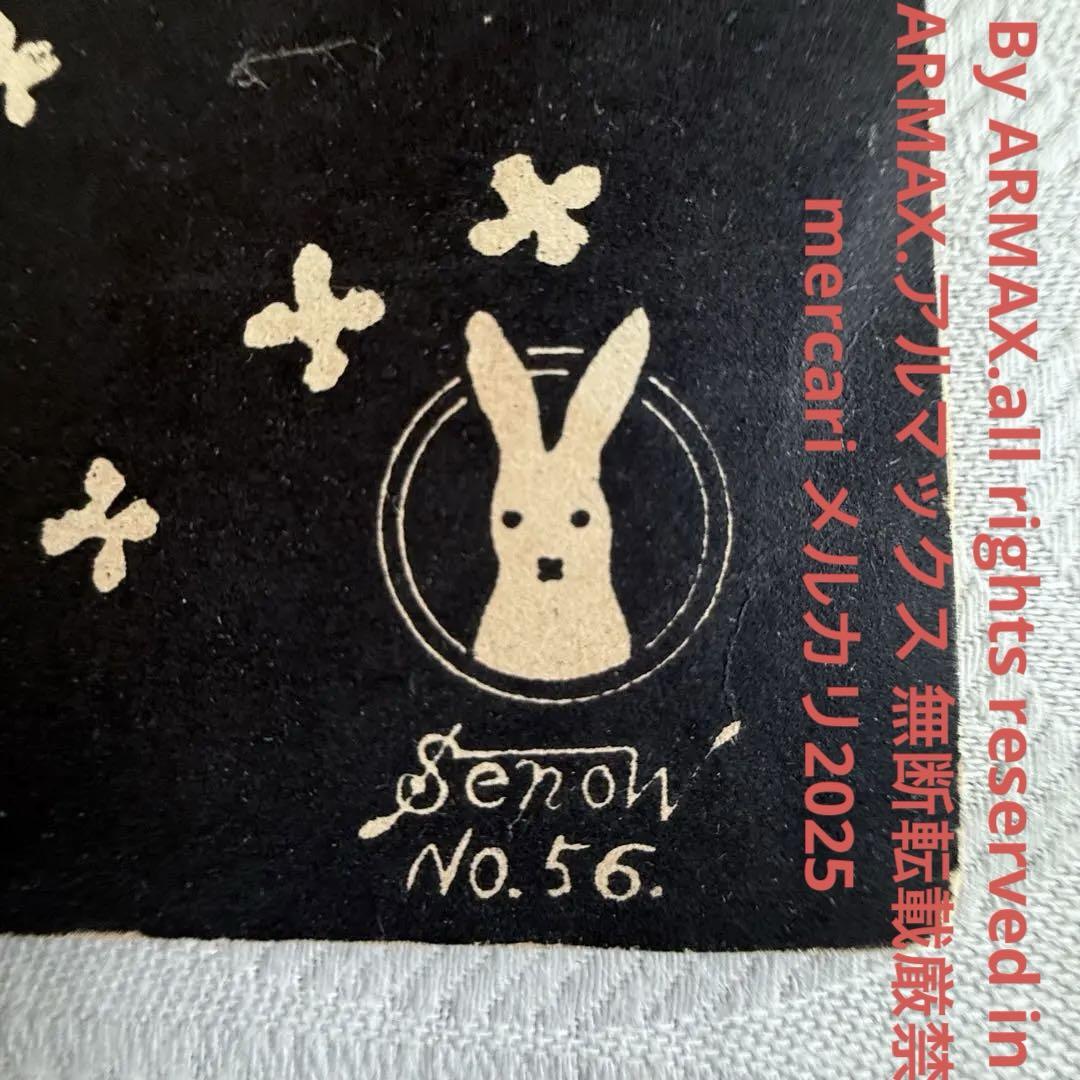 Senow
No. 56.
By ARMAX.all rights reserved in
ARMAX.アルマックス 無断転載厳禁
mercari メルカリ2025